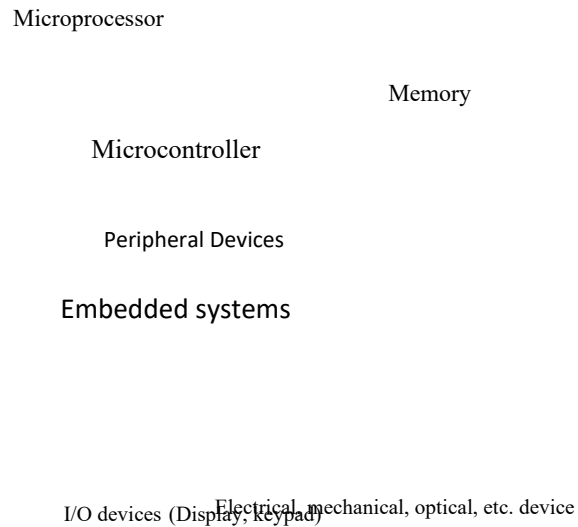 Microprocessor
Memory
Microcontroller
Peripheral Devices
Embedded systems
Electrical, mechanical, optical, etc. device
I/O devices (Display, keypad)